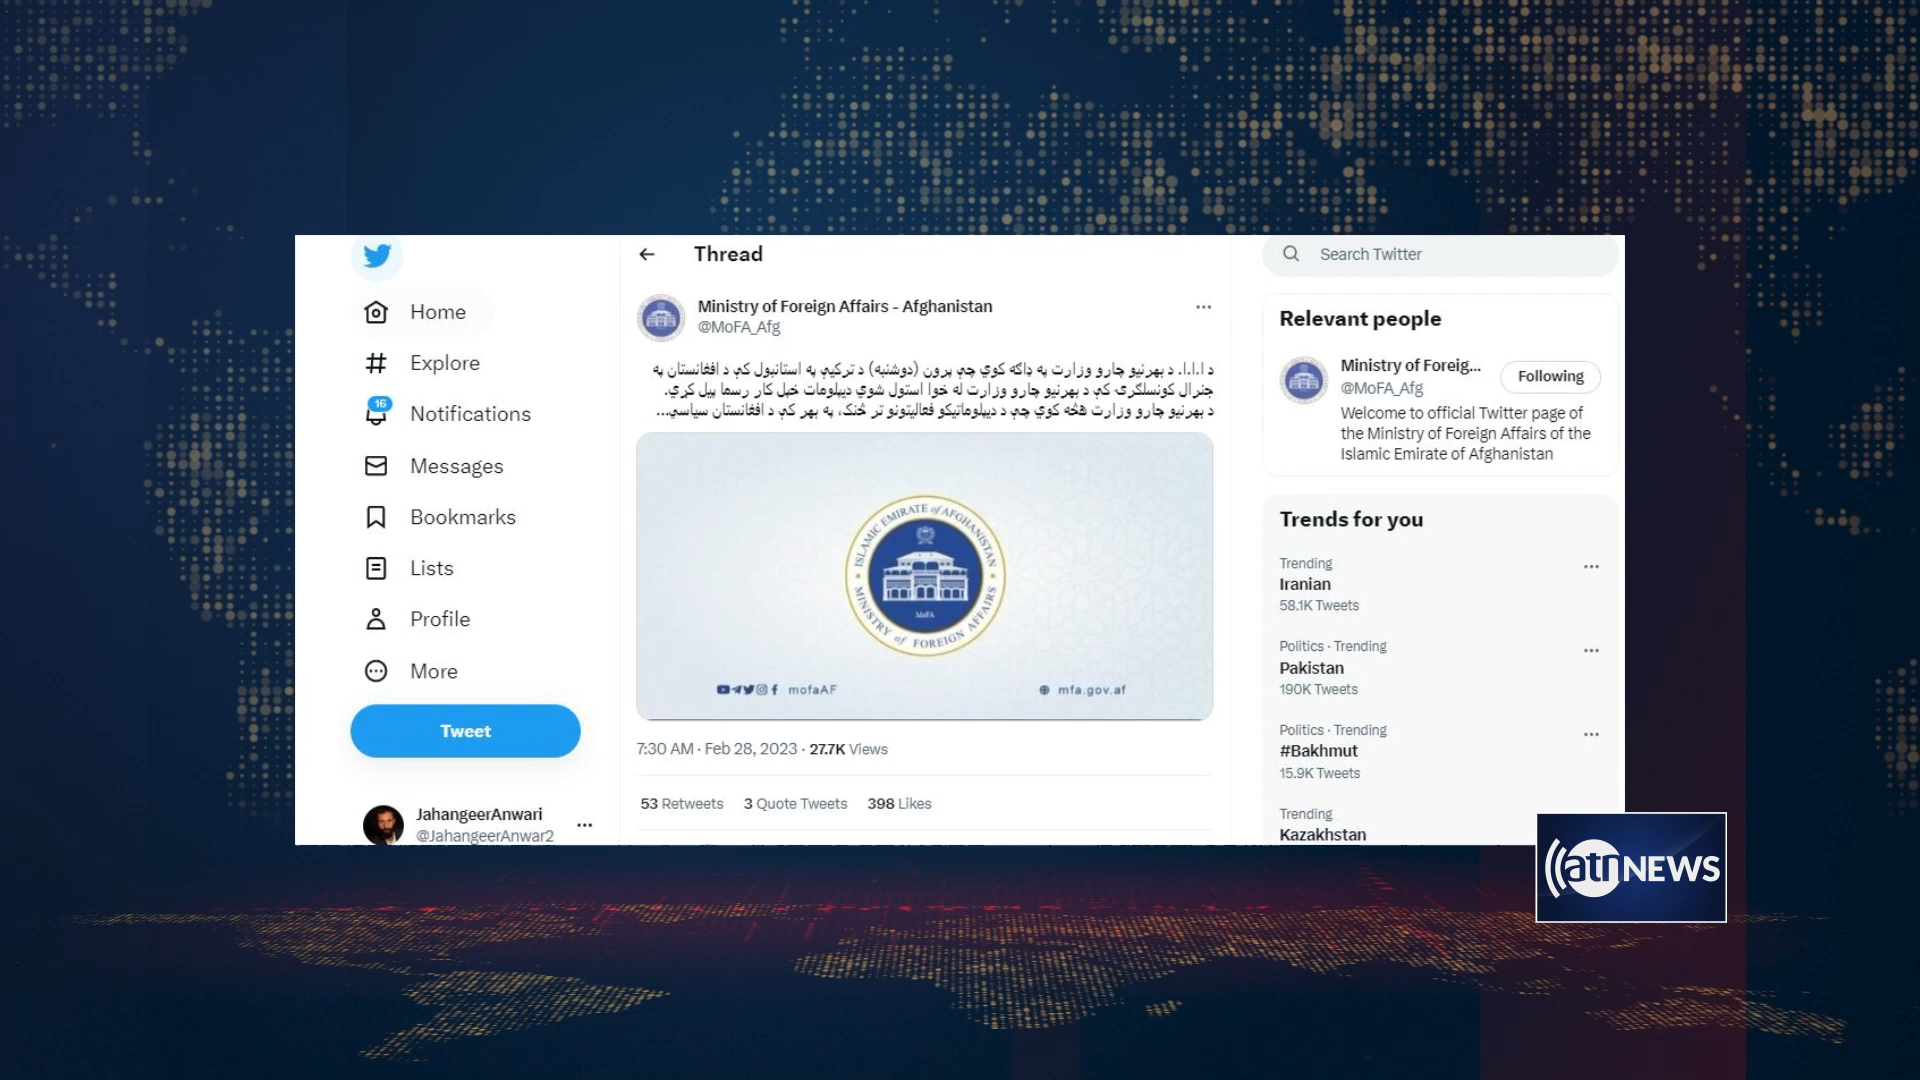 Home
Explore
16
Notifications
Messages
Bookmarks
Lists
Profile
More
Tweet
JahangeerAnwari
@JahangeerAnwar2
Thread
Ministry of Foreign Affairs - Afghanistan
@MoFA_Afg
د ا.ا.ا. د بهرنیو چارو وزارت په ډاګه کوي چې پرون (دوشنبه) د ترکیې په استانبول کې د افغانستان په
جنرال کونسلګرۍ کې د بهرنیو چارو وزارت له خوا استول شوي دیپلومات خپل کار رسما پیل کړی.
د بهرنیو چارو وزارت هڅه کوي چې د دیپلوماتیکو فعالیتونو تر څنګ، په بهر کې د افغانستان سیاسي...
ISLAMIC EMIRATE of AFGHANISTAN
MoFA
MINISTRY of FOREIGN AFFAIRS
mofaAF
mfa.gov.af
7:30 AM · Feb 28, 2023 · 27.7K Views
53 Retweets 3 Quote Tweets 398 Likes
Search Twitter
Relevant people
Ministry of Foreig...
@MoFA_Afg
Following
Welcome to official Twitter page of
the Ministry of Foreign Affairs of the
Islamic Emirate of Afghanistan
Trends for you
Trending
Iranian
58.1K Tweets
Politics · Trending
Pakistan
190K Tweets
Politics · Trending
#Bakhmut
15.9K Tweets
Trending
Kazakhstan
atn NEWS